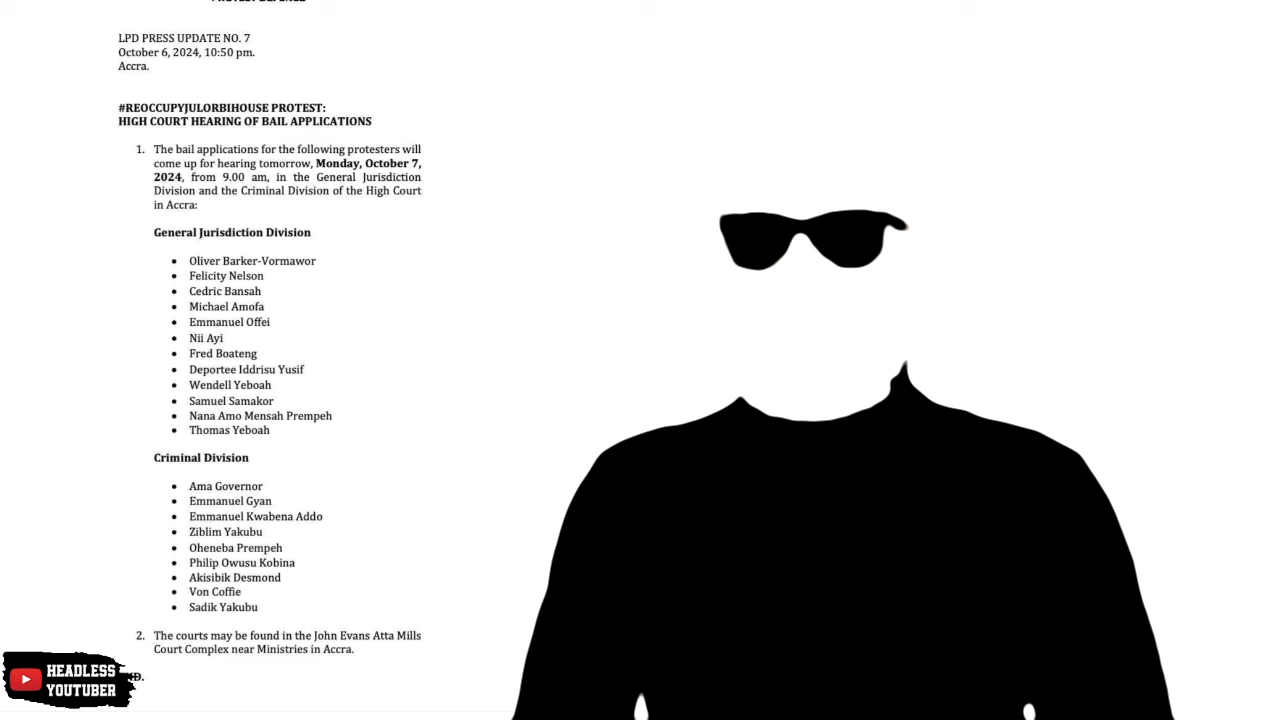 PROTEST DEFENCE
LPD PRESS UPDATE NO. 7
October 6, 2024, 10:50 pm.
Accra.
#REOCCUPYJULORBIHOUSE PROTEST:
HIGH COURT HEARING OF BAIL APPLICATIONS
1. The bail applications for the following protesters will
come up for hearing tomorrow, Monday, October 7,
2024, from 9.00 am, in the General Jurisdiction
Division and the Criminal Division of the High Court
in Accra:
General Jurisdiction Division
• Oliver Barker-Vormawor
• Felicity Nelson
• Cedric Bansah
• Michael Amofa
• Emmanuel Offei
• Nii Ayi
• Fred Boateng
• Deportee Iddrisu Yusif
• Wendell Yeboah
• Samuel Samakor
• Nana Amo Mensah Prempeh
• Thomas Yeboah
Criminal Division
• Ama Governor
• Emmanuel Gyan
• Emmanuel Kwabena Addo
• Ziblim Yakubu
• Oheneba Prempeh
• Philip Owusu Kobina
• Akisibik Desmond
• Von Coffie
• Sadik Yakubu
2. The courts may be found in the John Evans Atta Mills
Court Complex near Ministries in Accra.
HEADLESS
YOUTUBER